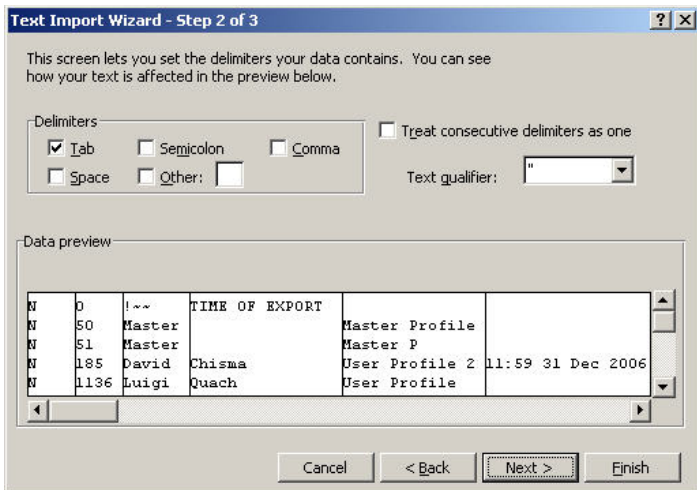 Text Import Wizard - Step 2 of 3
This screen lets you set the delimiters your data contains. You can see
how your text is affected in the preview below.
Delimiters
Tab Semicolon Comma
Space Other:
Treat consecutive delimiters as one
Text qualifier: "
Data preview
N 0 !~~ TIME OF EXPORT
N 50 Master Master Profile
N 51 Master Master P
N 185 David Chisma User Profile 2 11:59 31 Dec 2006
N 1136 Luigi Quach User Profile
Cancel < Back Next > Finish